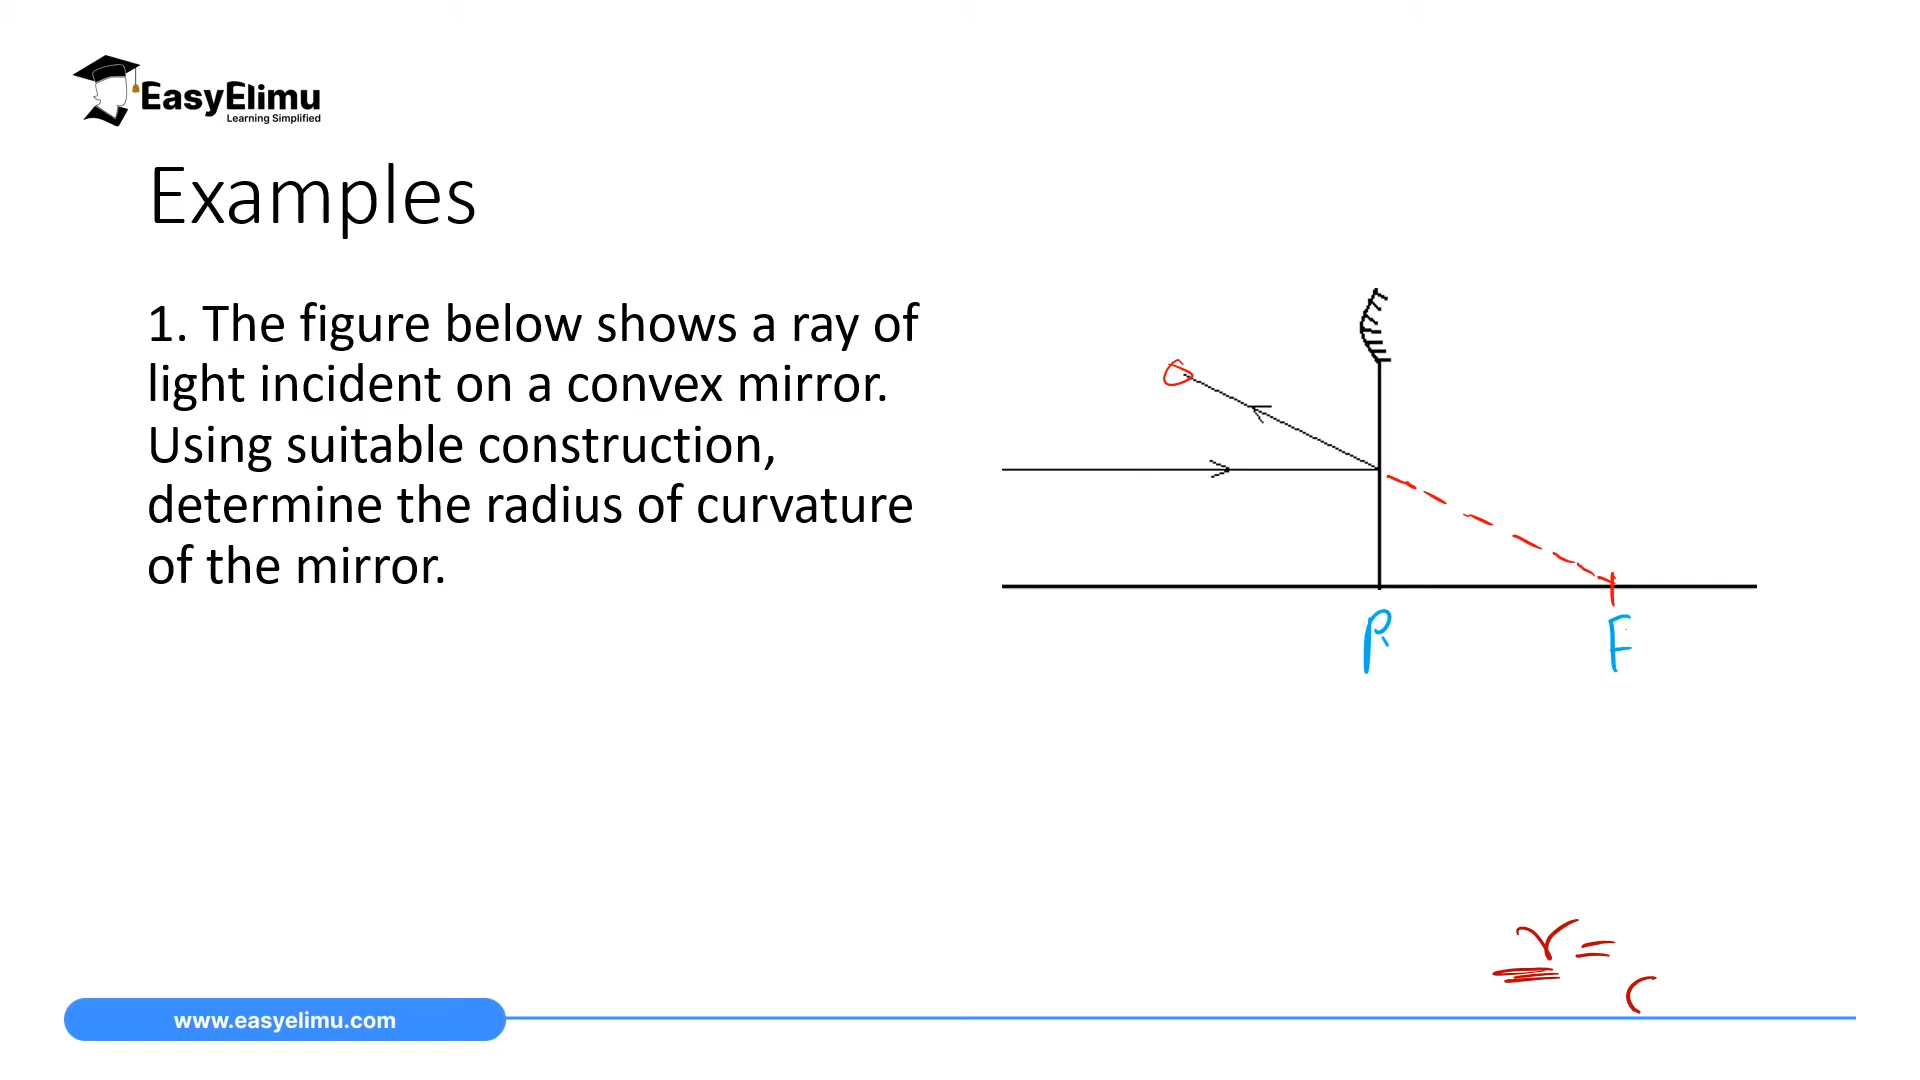 EasyElimu
Learning Simplified
Examples
1. The figure below shows a ray of
light incident on a convex mirror.
Using suitable construction,
determine the radius of curvature
of the mirror.
P
F
r =
C
www.easyelimu.com